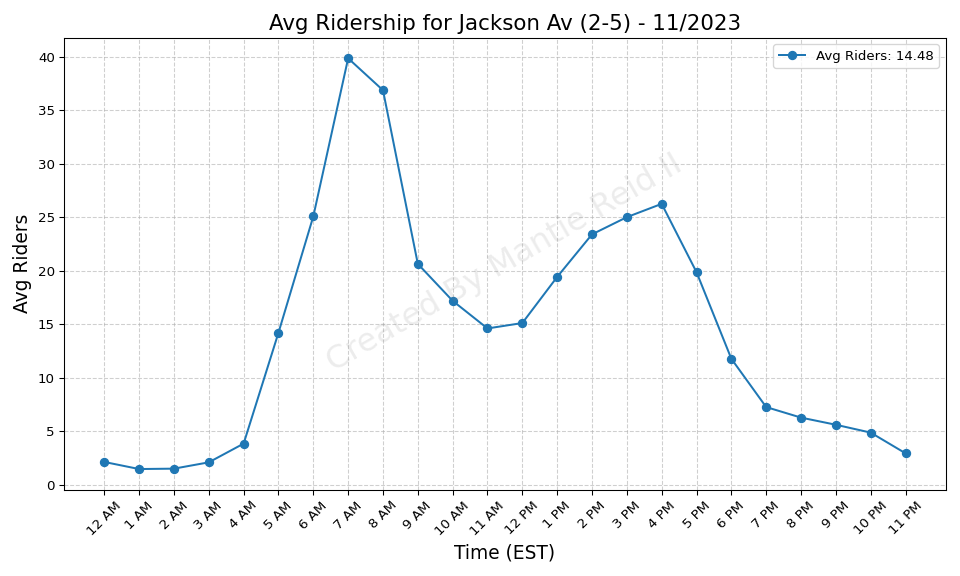 Avg Ridership for Jackson Av (2-5) - 11/2023
Avg Riders: 14.48
Avg Riders
40
35
30
25
20
15
10
5
0
Created By Mantle Reid II
12 AM
1 AM
2 AM
3 AM
4 AM
5 AM
6 AM
7 AM
8 AM
9 AM
10 AM
11 AM
12 PM
1 PM
2 PM
3 PM
4 PM
5 PM
6 PM
7 PM
8 PM
9 PM
10 PM
11 PM
Time (EST)